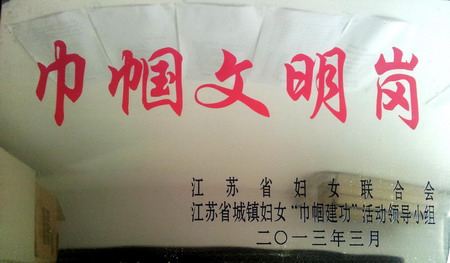 巾帼文明岗
江苏省妇女联合会
江苏省城镇妇女“巾帼建功”活动领导小组
二〇一三年三月